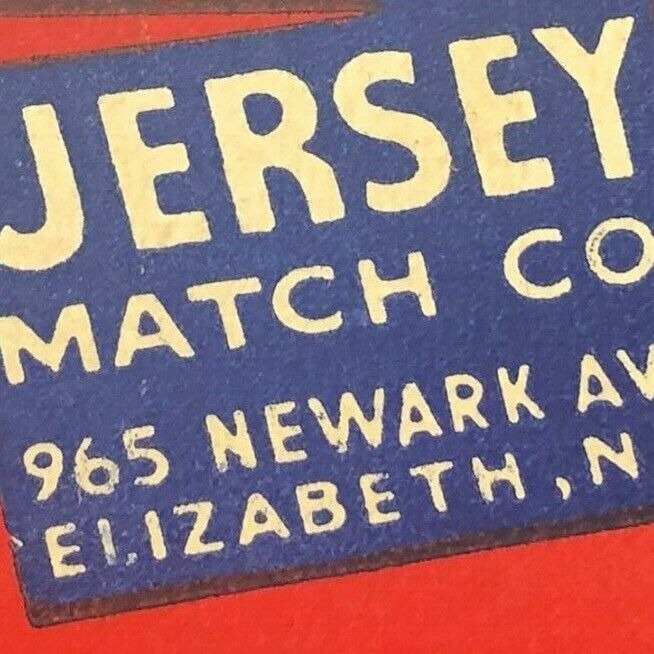 JERSEY
MATCH CO
965 NEWARK AV
ELIZABETH, N